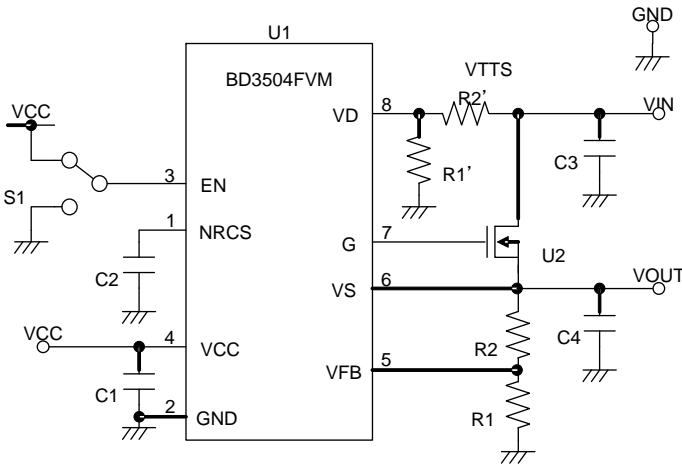 GND
U1
BD3504FVM
VTTS
VCC
VD
8
R2’
VIN
S1
3
EN
R1’
C3
1
NRCS
G
7
U2
C2
VS
6
VOUT
VCC
4
VCC
R2
C4
VFB
5
C1
2
GND
R1